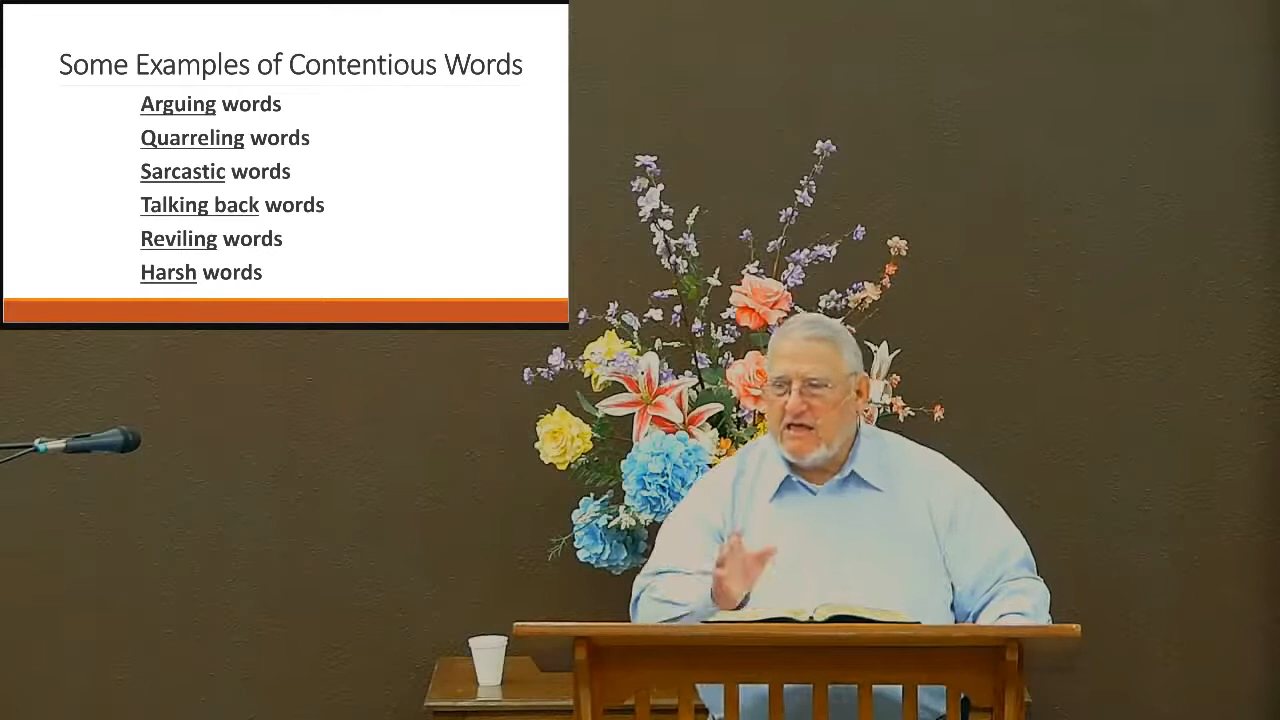 Some Examples of Contentious Words
Arguing words
Quarreling words
Sarcastic words
Talking back words
Reviling words
Harsh words